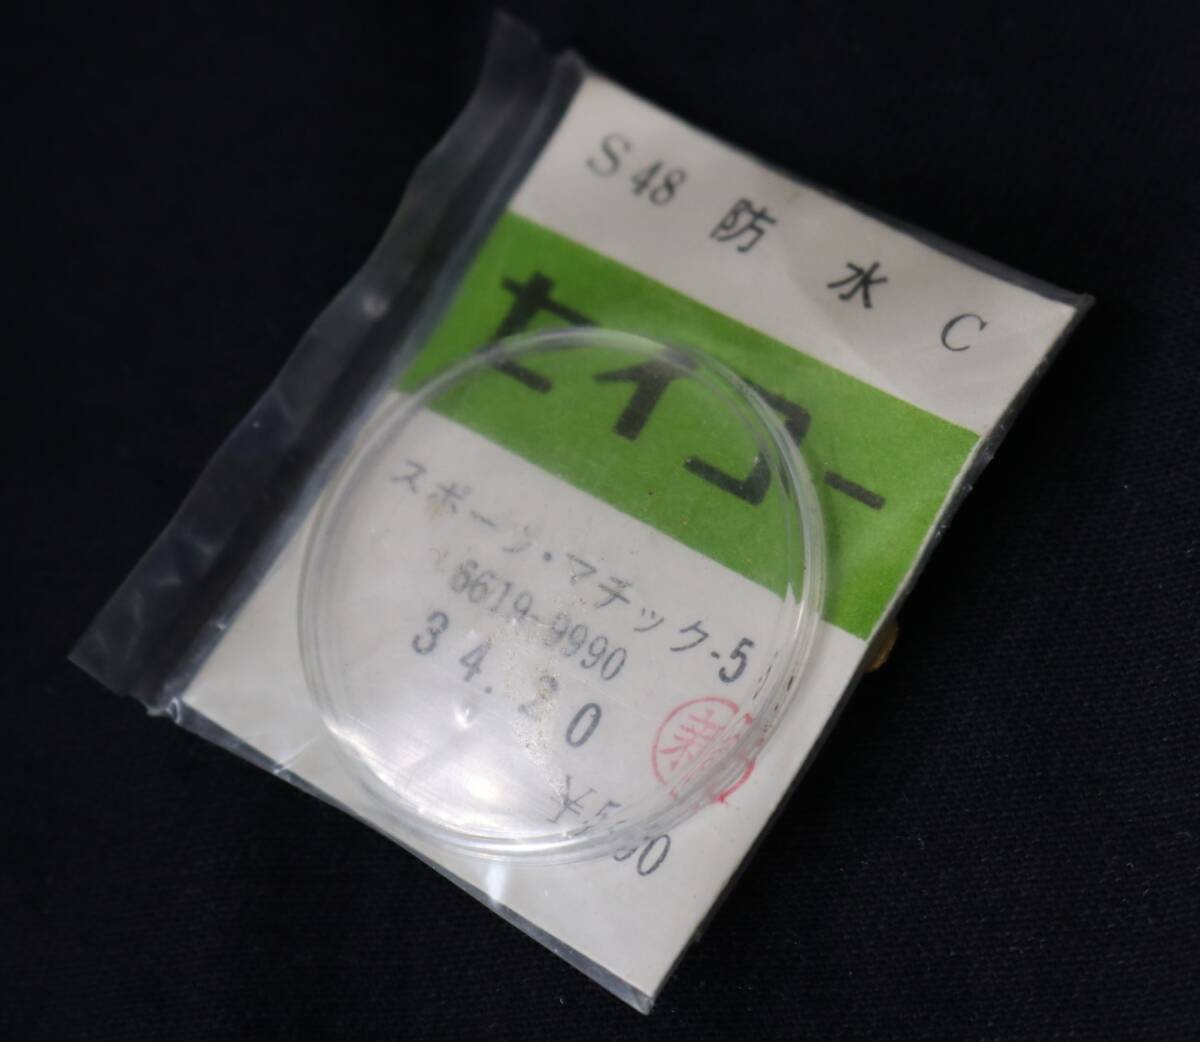 S48 防水 C
セイコー
スポーツ・マチック-5
6619-9990
34.20